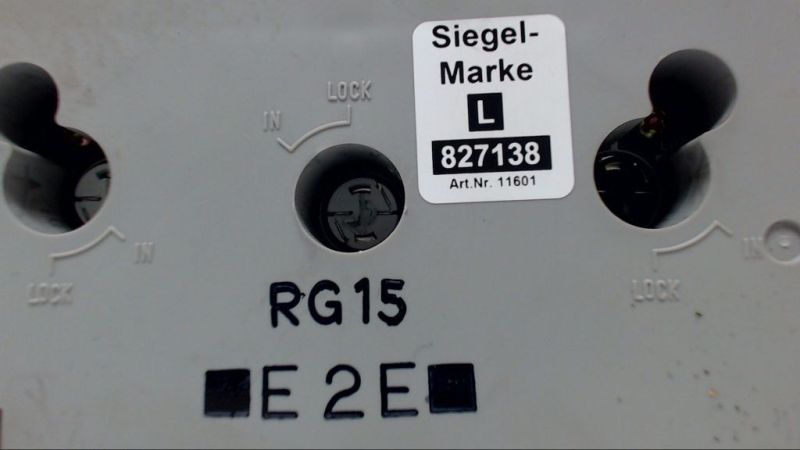 Siegel-
Marke
L
827138
Art.Nr. 11601
LOCK
IN
IN
LOCK
IN
LOCK
RG15
E2E